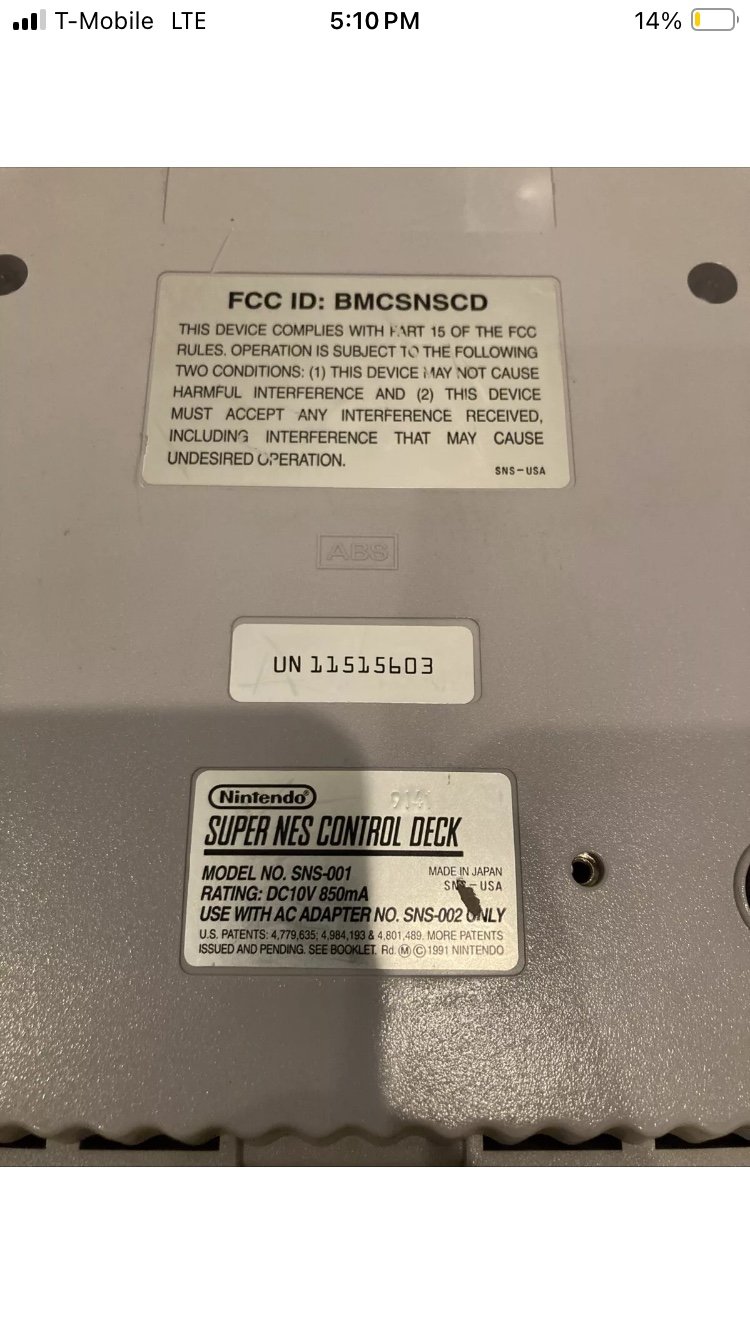 T-Mobile LTE 5:10 PM 14%
FCC ID: BMCSNSCD
THIS DEVICE COMPLIES WITH PART 15 OF THE FCC
RULES. OPERATION IS SUBJECT TO THE FOLLOWING
TWO CONDITIONS: (1) THIS DEVICE MAY NOT CAUSE
HARMFUL INTERFERENCE AND (2) THIS DEVICE
MUST ACCEPT ANY INTERFERENCE RECEIVED,
INCLUDING INTERFERENCE THAT MAY CAUSE
UNDESIRED OPERATION.
SNS-USA
ABS
UN 11515603
Nintendo®
9141
SUPER NES CONTROL DECK
MODEL NO. SNS-001
MADE IN JAPAN
SNS-USA
RATING: DC10V 850mA
USE WITH AC ADAPTER NO. SNS-002 ONLY
U.S. PATENTS: 4,779,635; 4,984,193 & 4,801,489. MORE PATENTS
ISSUED AND PENDING. SEE BOOKLET. Rd. Ⓜ © 1991 NINTENDO